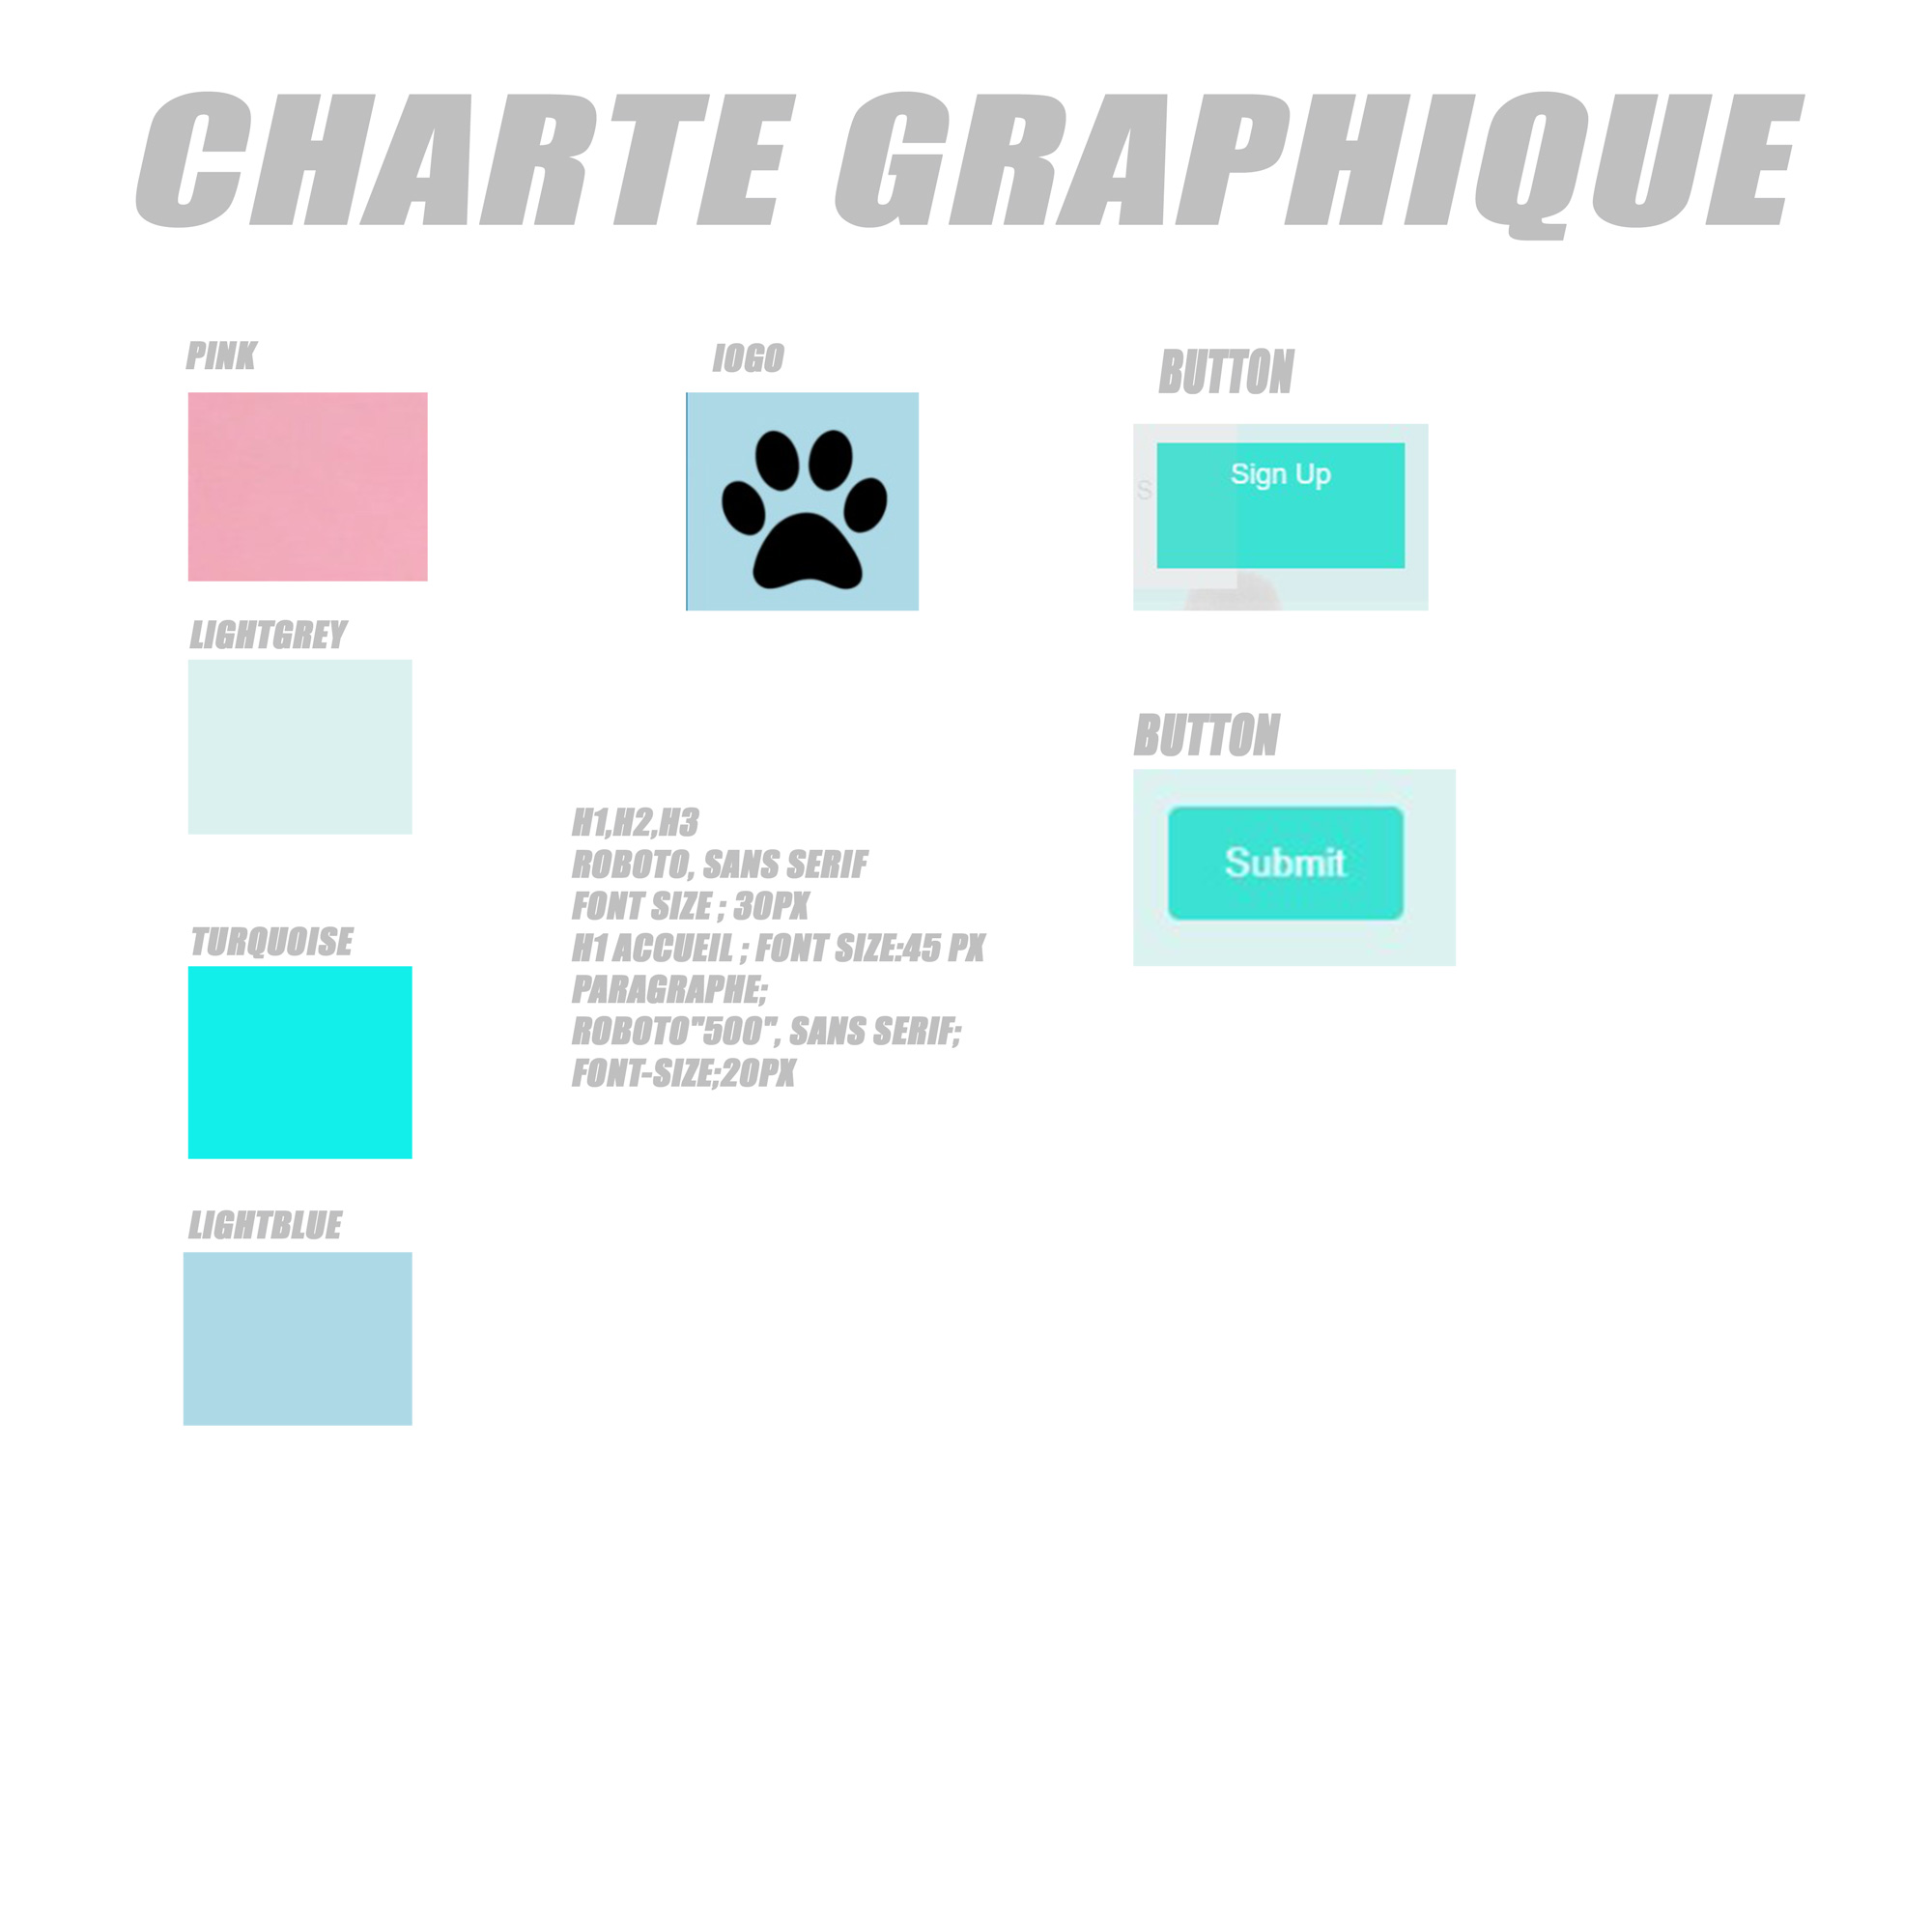 CHARTE GRAPHIQUE
PINK
lOGO
BUTTON
Sign Up
S
LIGHTGREY
BUTTON
Submit
H1,H2,H3
ROBOTO, SANS SERIF
FONT SIZE ; 30PX
H1 ACCUEIL ; FONT SIZE:45 PX
PARAGRAPHE;
ROBOTO"500", SANS SERIF;
FONT-SIZE;20PX
TURQUOISE
LIGHTBLUE